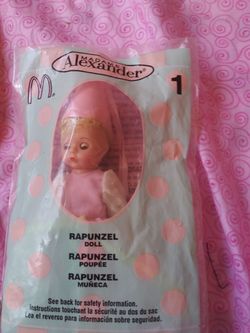 MADAME
Alexander®
1
RAPUNZEL
DOLL
RAPUNZEL
POUPÉE
RAPUNZEL
MUÑECA
See back for safety information.
Instructions touchant la sécurité au dos du sac
Lea el reverso para información sobre seguridad.